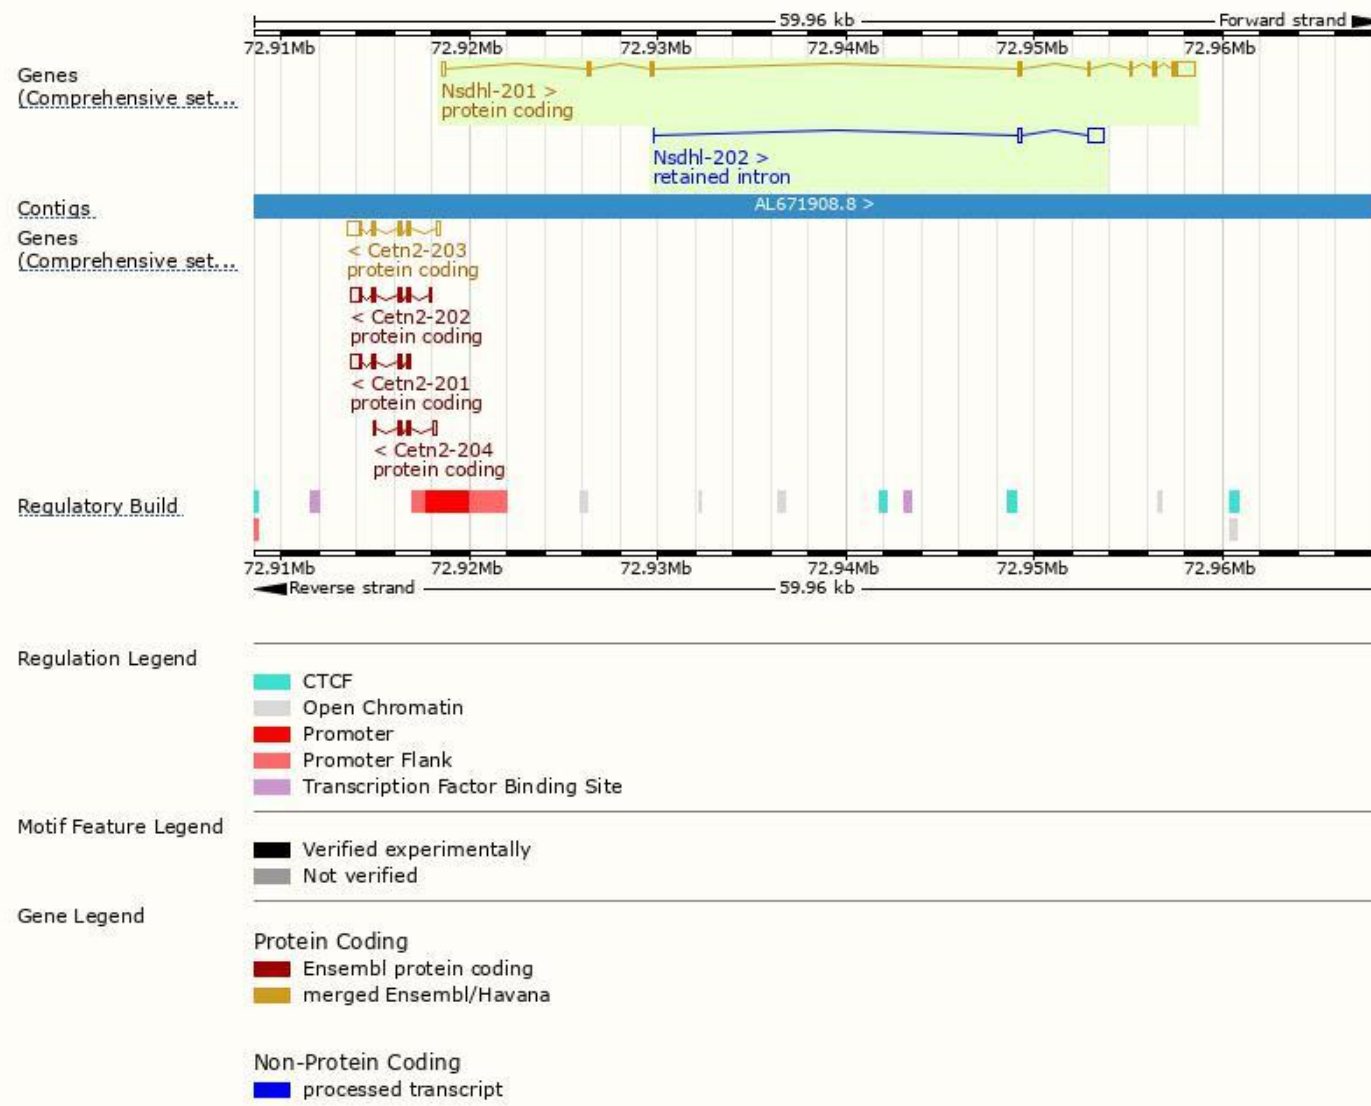 59.96 kb Forward strand
72.91Mb 72.92Mb 72.93Mb 72.94Mb 72.95Mb 72.96Mb
Genes
(Comprehensive set...
Nsdhl-201 >
protein coding
Nsdhl-202 >
retained intron
Contigs
AL671908.8 >
Genes
(Comprehensive set...
< Cetn2-203
protein coding
< Cetn2-202
protein coding
< Cetn2-201
protein coding
< Cetn2-204
protein coding
Regulatory Build
72.91Mb 72.92Mb 72.93Mb 72.94Mb 72.95Mb 72.96Mb
Reverse strand 59.96 kb
Regulation Legend
CTCF
Open Chromatin
Promoter
Promoter Flank
Transcription Factor Binding Site
Motif Feature Legend
Verified experimentally
Not verified
Gene Legend
Protein Coding
Ensembl protein coding
merged Ensembl/Havana
Non-Protein Coding
processed transcript